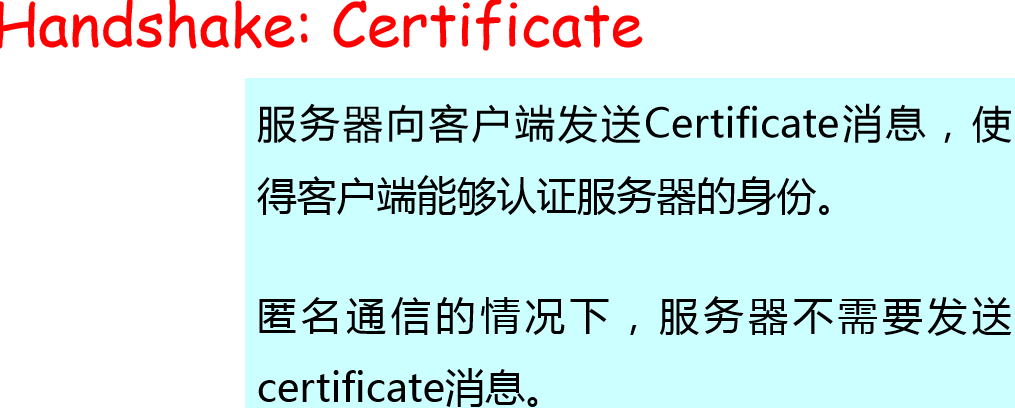 Handshake: Certificate
服务器向客户端发送Certificate消息，使
得客户端能够认证服务器的身份。
匿名通信的情况下，服务器不需要发送
certificate消息。